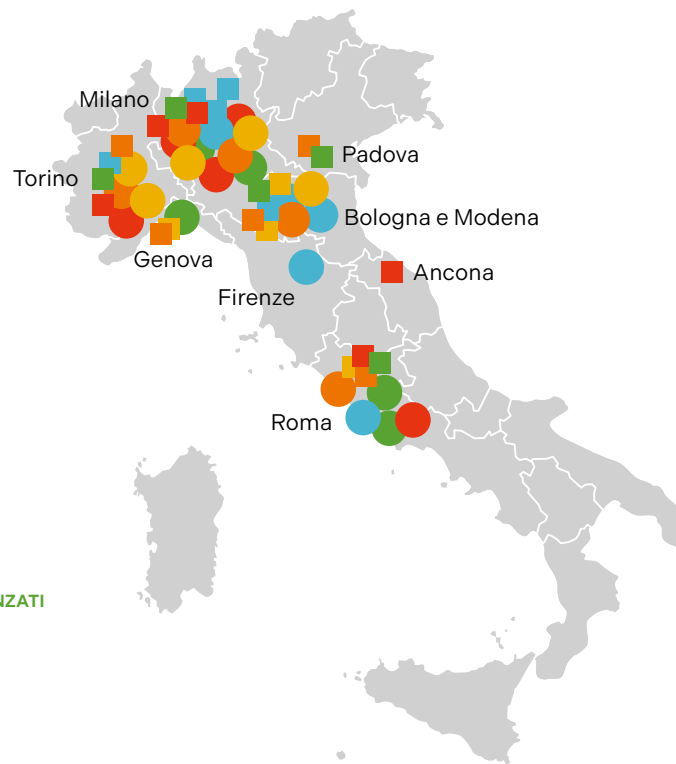 Milano
Padova
Torino
Bologna e Modena
Genova
Ancona
Firenze
Roma
NZATI